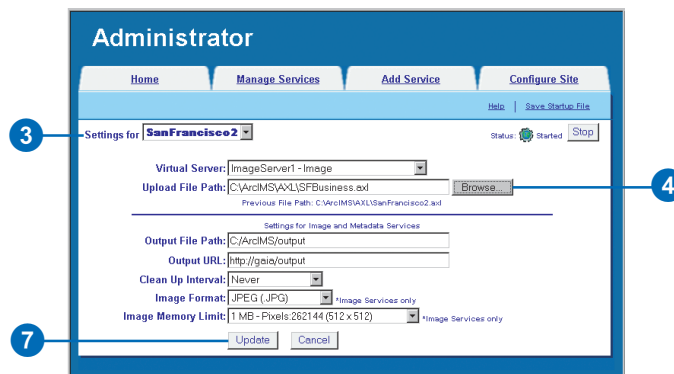 Administrator
Home Manage Services Add Service Configure Site
Help | Save Startup File
3 Settings for SanFrancisco2 Status: Started Stop
Virtual Server: ImageServer1 - Image
Upload File Path: C:\ArcIMS\AXL\SFBusiness.axl Browse... 4
Previous File Path: C:\ArcIMS\AXL\SanFrancisco2.axl
Settings for Image and Metadata Services
Output File Path: C:/ArcIMS/output
Output URL: http://gaia/output
Clean Up Interval: Never
Image Format: JPEG (.JPG) *Image Services only
Image Memory Limit: 1 MB - Pixels:262144 (512 x 512) *Image Services only
7 Update Cancel